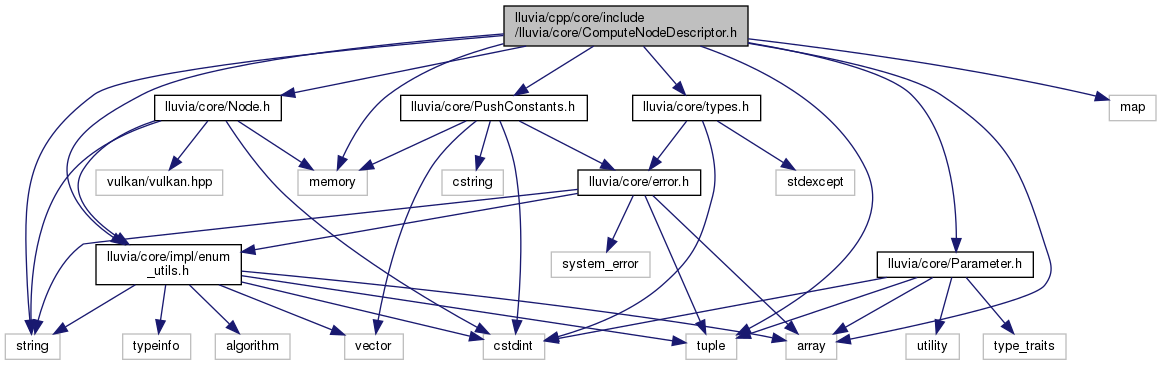 lluvia/cpp/core/include
/lluvia/core/ComputeNodeDescriptor.h
lluvia/core/Node.h
lluvia/core/PushConstants.h
lluvia/core/types.h
map
vulkan/vulkan.hpp
memory
cstring
lluvia/core/error.h
stdexcept
lluvia/core/impl/enum
_utils.h
system_error
lluvia/core/Parameter.h
string
typeinfo
algorithm
vector
cstdint
tuple
array
utility
type_traits